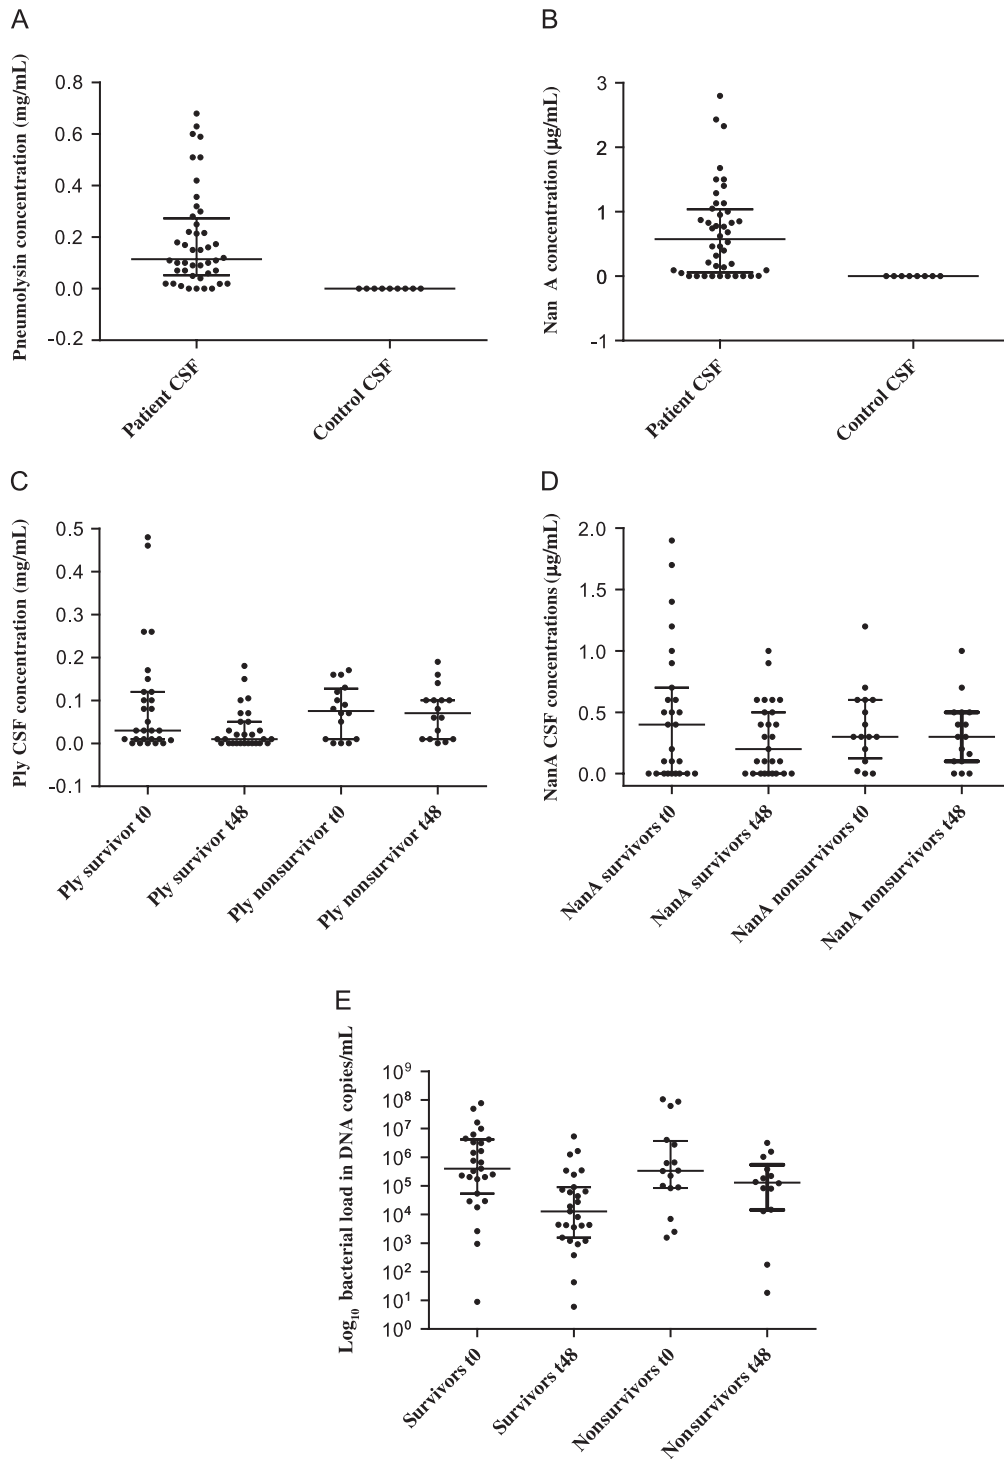 A
Pneumolysin concentration (mg/mL)
0.8
0.6
0.4
0.2
0.0
-0.2
Patient CSF
Control CSF
B
Nan A concentration (µg/mL)
3
2
1
0
-1
Patient CSF
Control CSF
C
Ply CSF concentration (mg/mL)
0.5
0.4
0.3
0.2
0.1
0.0
-0.1
Ply survivor t0
Ply survivor t48
Ply nonsurvivor t0
Ply nonsurvivor t48
D
NanA CSF concentrations (µg/mL)
2.0
1.5
1.0
0.5
0.0
NanA survivors t0
NanA survivors t48
NanA nonsurvivors t0
NanA nonsurvivors t48
E
Log₁₀ bacterial load in DNA copies/mL
10⁹
10⁸
10⁷
10⁶
10⁵
10⁴
10³
10²
10¹
10⁰
Survivors t0
Survivors t48
Nonsurvivors t0
Nonsurvivors t48